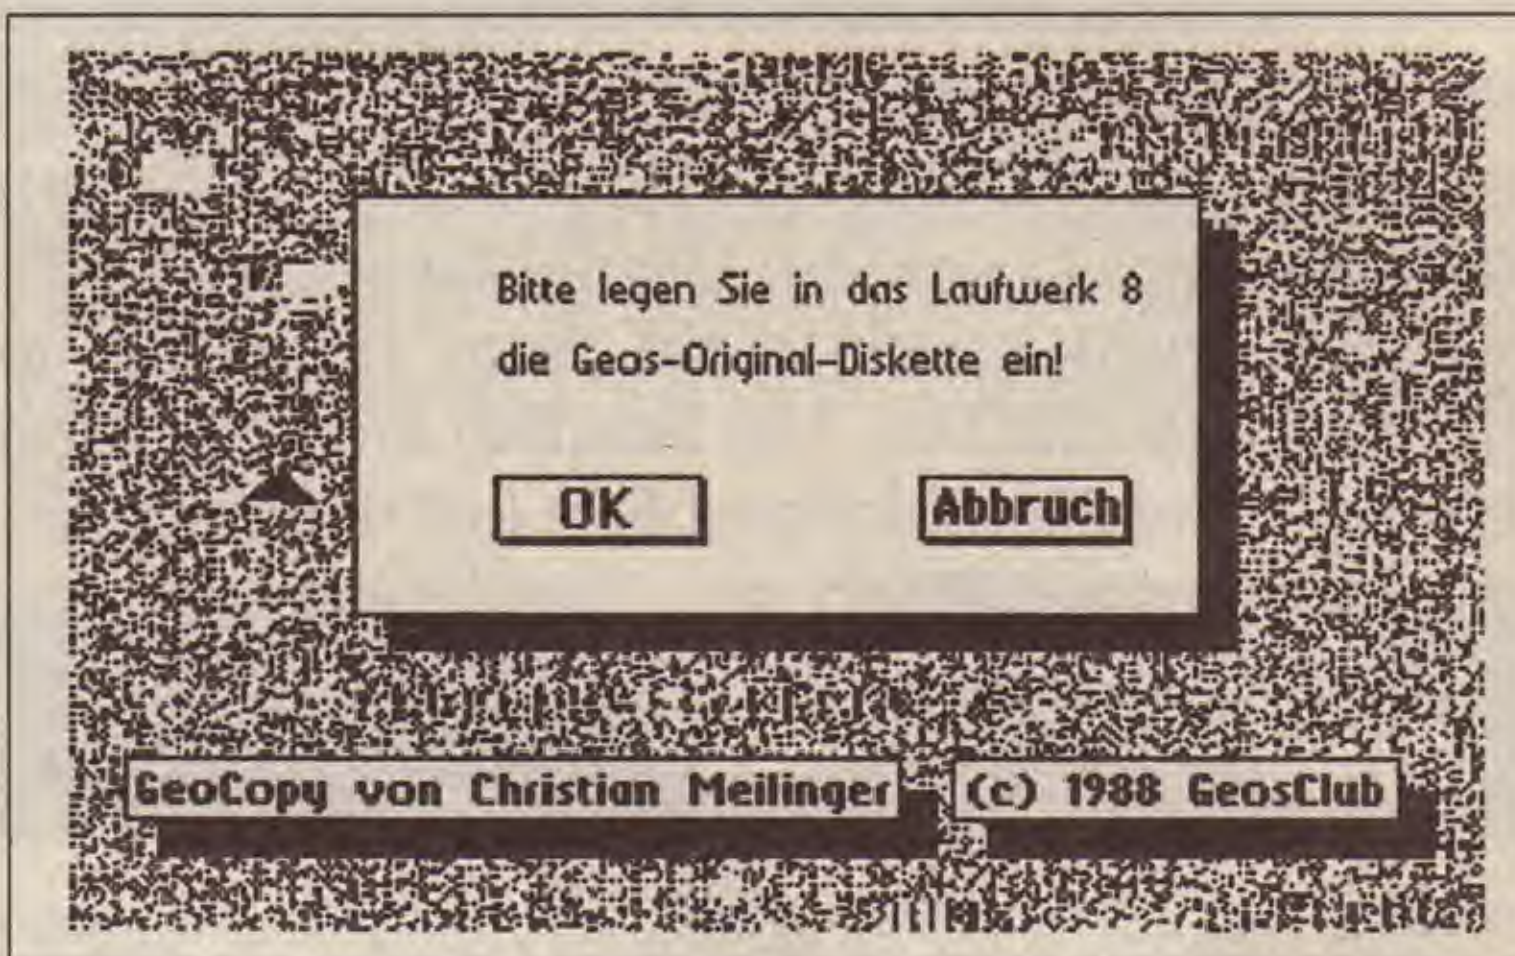 Bitte legen Sie in das Laufwerk 8
die Geos-Original-Diskette ein!
OK
Abbruch
GeoCopy von Christian Meilinger
(c) 1988 GeosClub